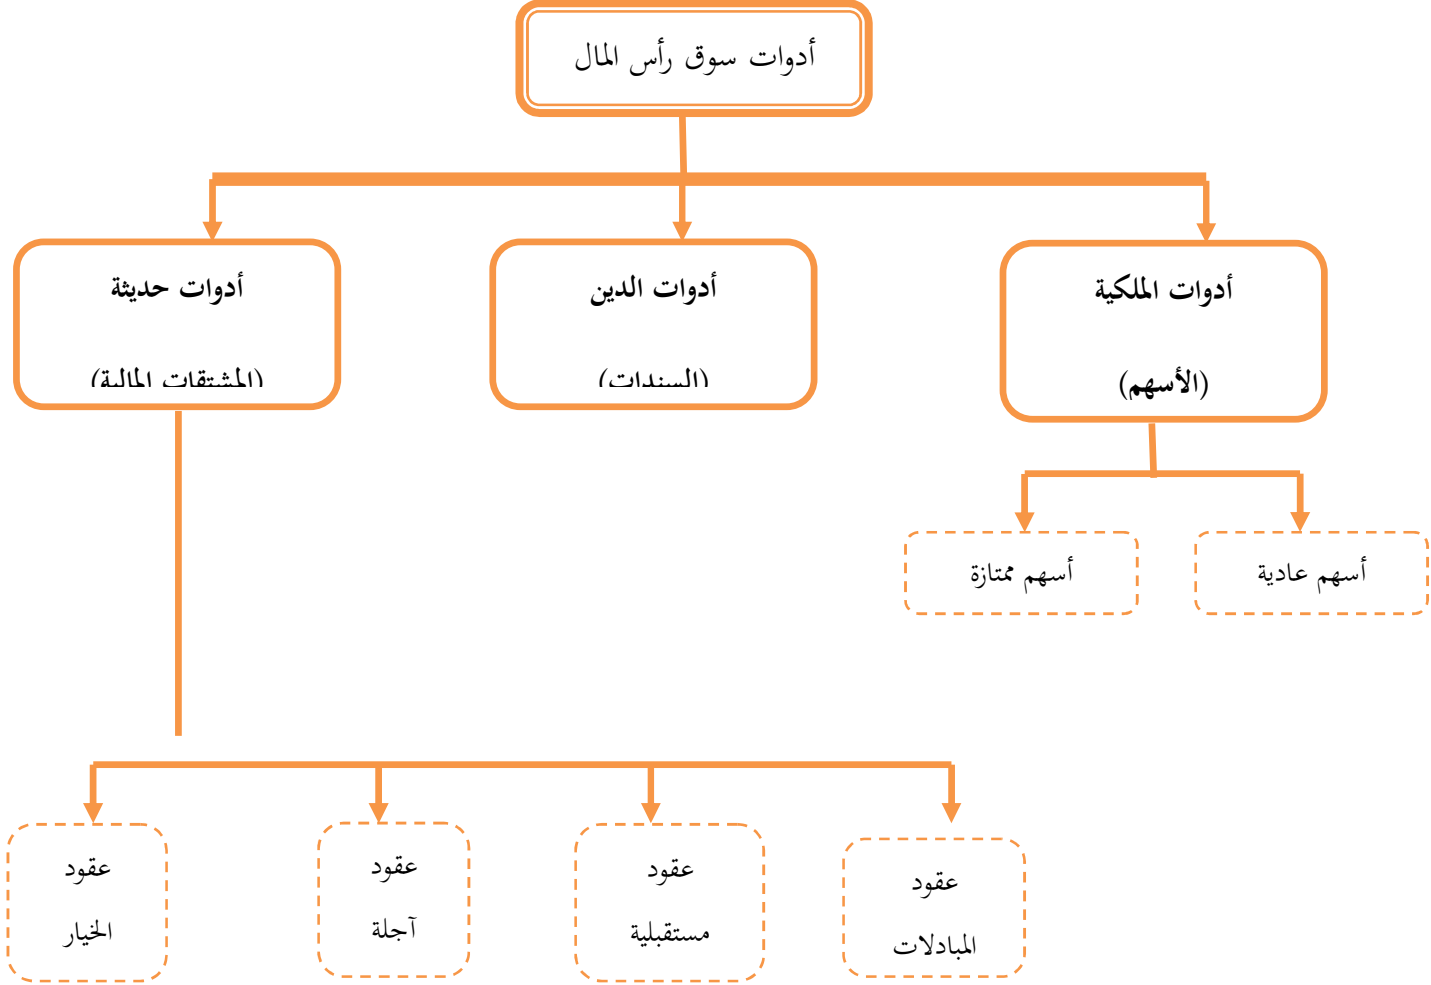 أدوات سوق رأس المال
أدوات الملكية
(الأسهم)
أدوات الدين
(السندات)
أدوات حديثة
(المشتقات المالية)
أسهم عادية
أسهم ممتازة
عقود
المبادلات
عقود
مستقبلية
عقود
آجلة
عقود
الخيار